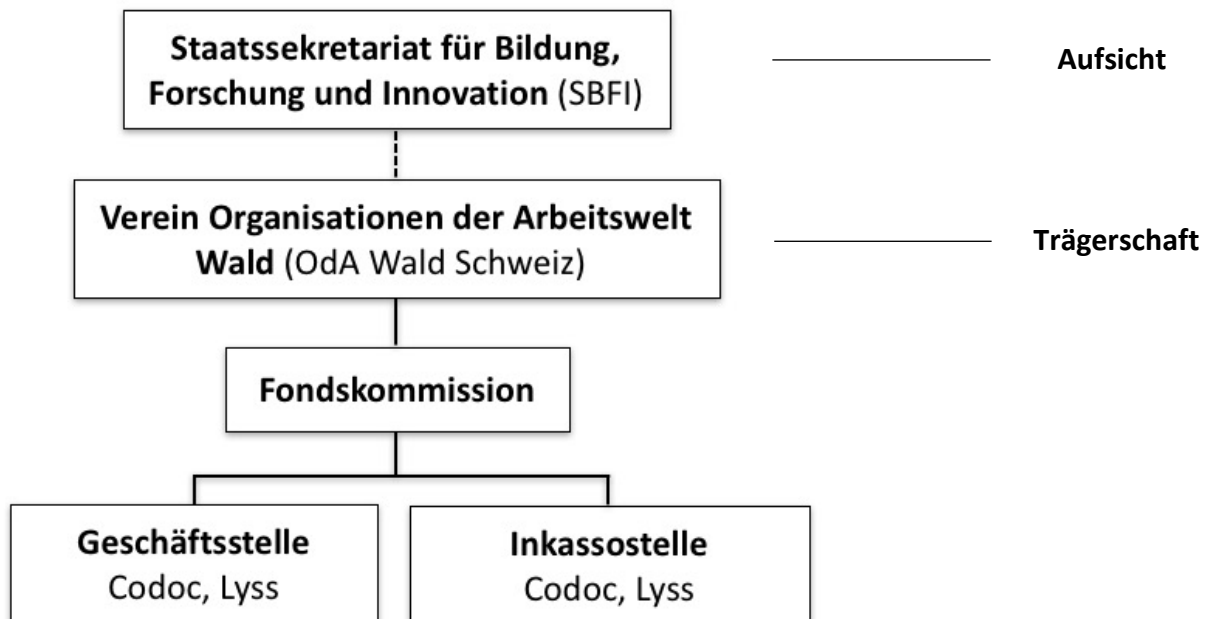 Staatssekretariat für Bildung,
Forschung und Innovation (SBFI)
Aufsicht
Verein Organisationen der Arbeitswelt
Wald (OdA Wald Schweiz)
Trägerschaft
Fondskommission
Geschäftsstelle
Codoc, Lyss
Inkassostelle
Codoc, Lyss